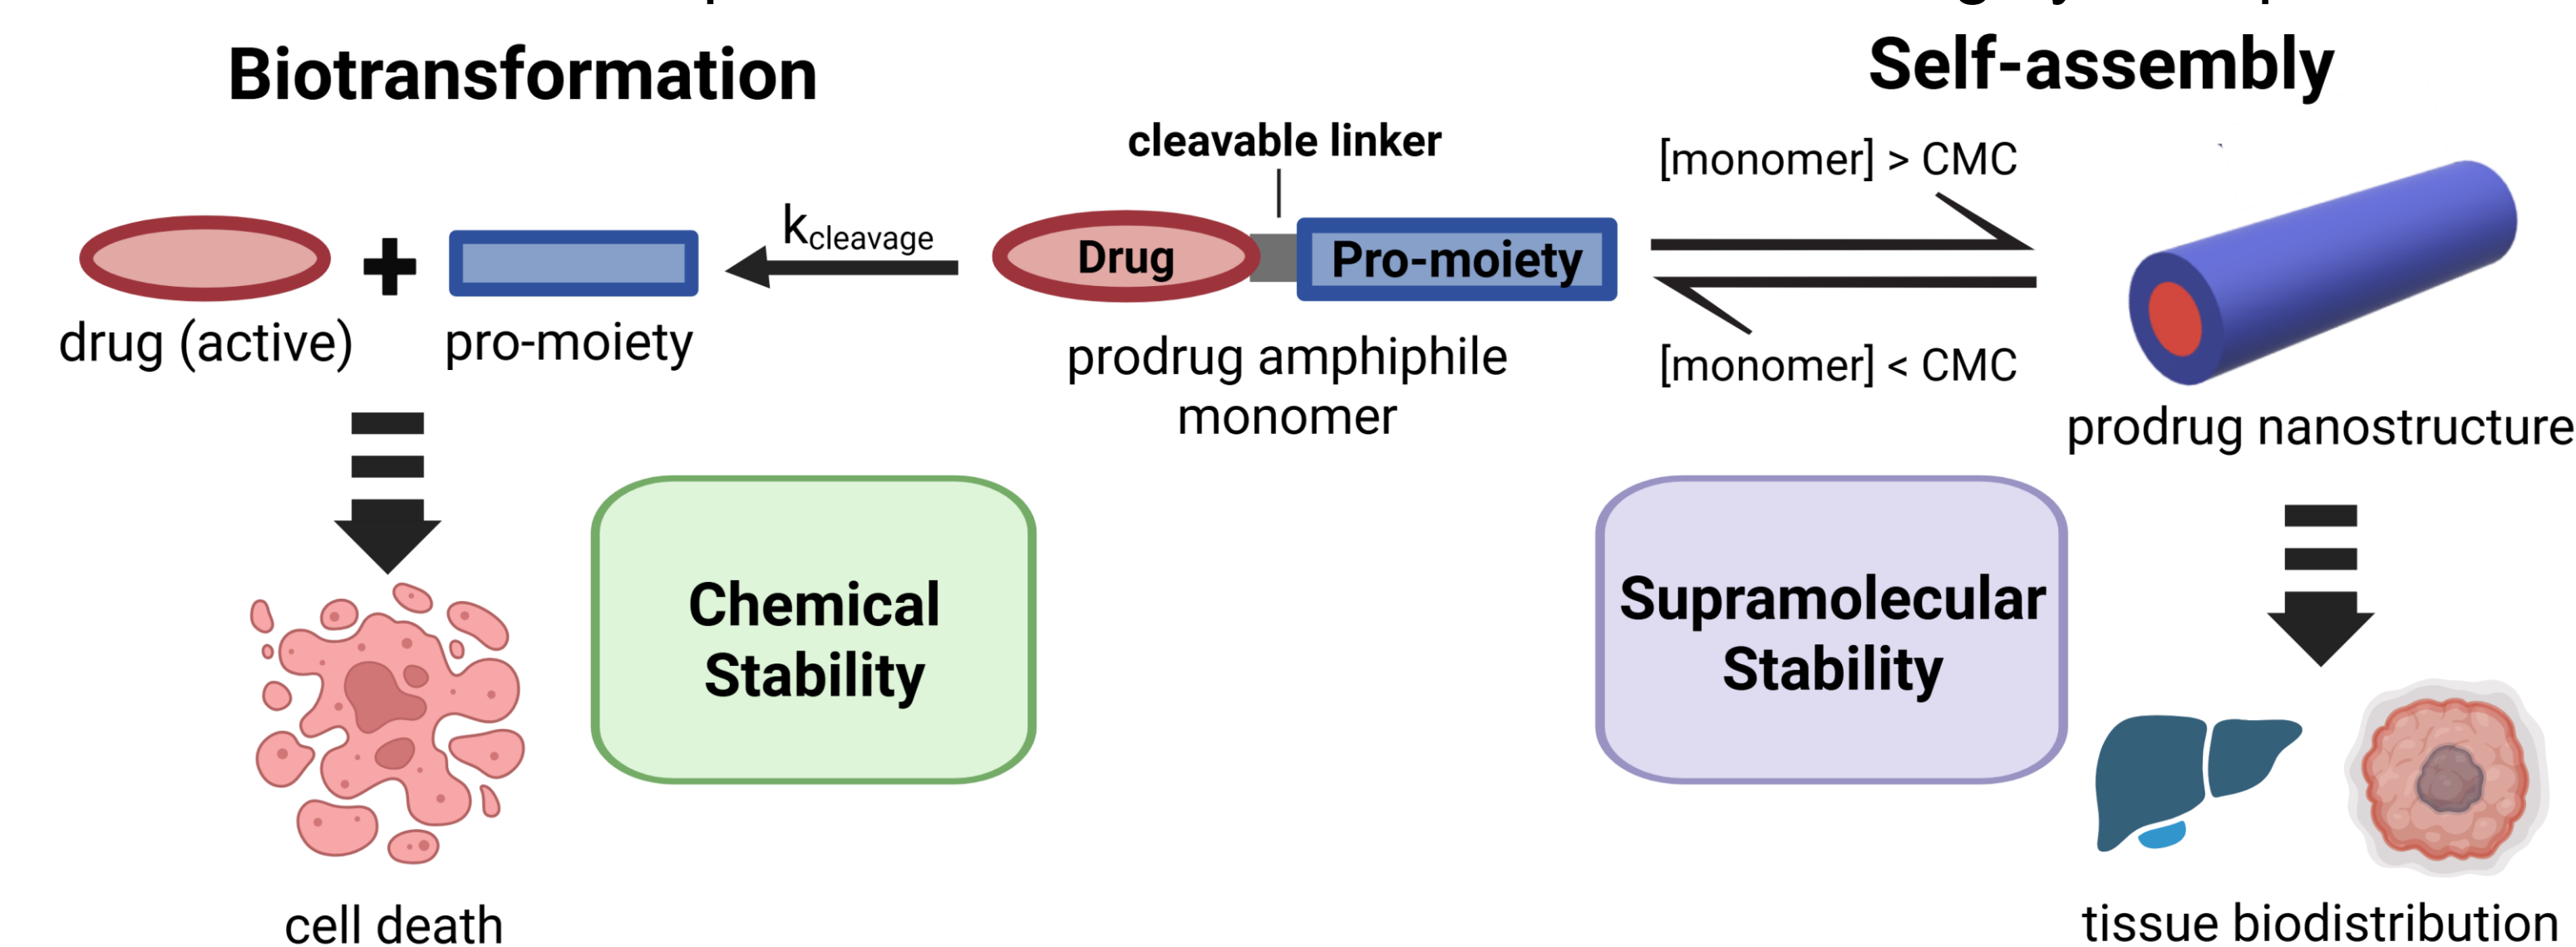 Biotransformation
Self-assembly
cleavable linker
[monomer] > CMC
k cleavage
Drug
Pro-moiety
drug (active)
pro-moiety
prodrug amphiphile
monomer
[monomer] < CMC
prodrug nanostructure
Chemical
Stability
Supramolecular
Stability
cell death
tissue biodistribution